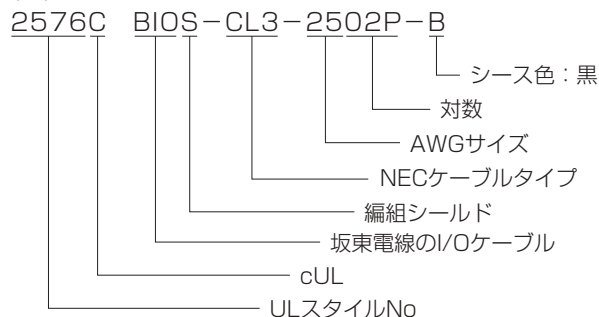 2576C BIOS-CL3-2502P-B
シース色：黒
対数
AWGサイズ
NECケーブルタイプ
編組シールド
坂東電線のI/Oケーブル
cUL
ULスタイルNo